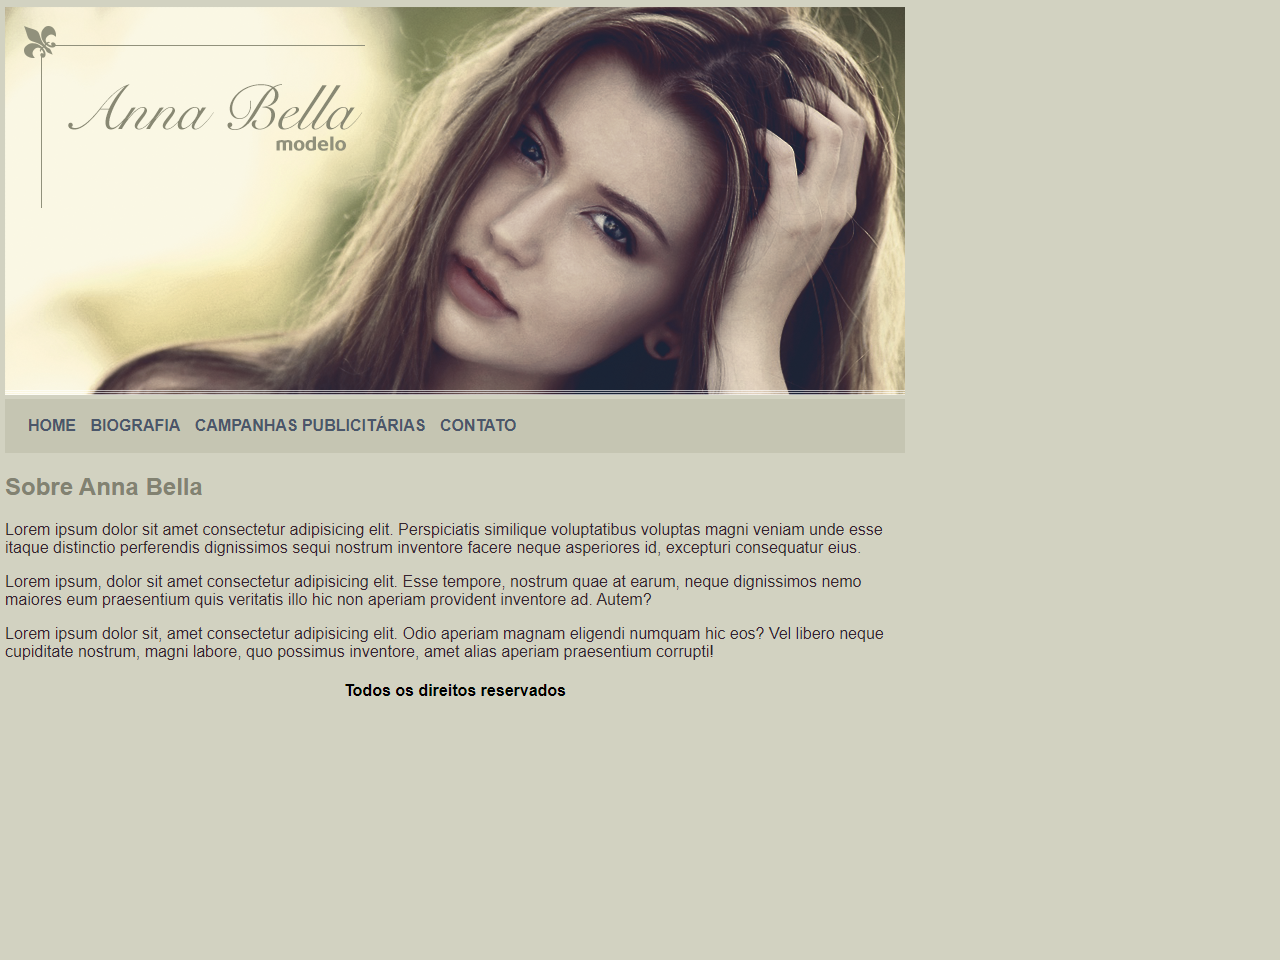 Anna Bella
modelo
HOME BIOGRAFIA CAMPANHAS PUBLICITÁRIAS CONTATO
Sobre Anna Bella
Lorem ipsum dolor sit amet consectetur adipisicing elit. Perspiciatis similique voluptatibus voluptas magni veniam unde esse
itaque distinctio perferendis dignissimos sequi nostrum inventore facere neque asperiores id, excepturi consequatur eius.
Lorem ipsum, dolor sit amet consectetur adipisicing elit. Esse tempore, nostrum quae at earum, neque dignissimos nemo
maiores eum praesentium quis veritatis illo hic non aperiam provident inventore ad. Autem?
Lorem ipsum dolor sit, amet consectetur adipisicing elit. Odio aperiam magnam eligendi numquam hic eos? Vel libero neque
cupiditate nostrum, magni labore, quo possimus inventore, amet alias aperiam praesentium corrupti!
Todos os direitos reservados